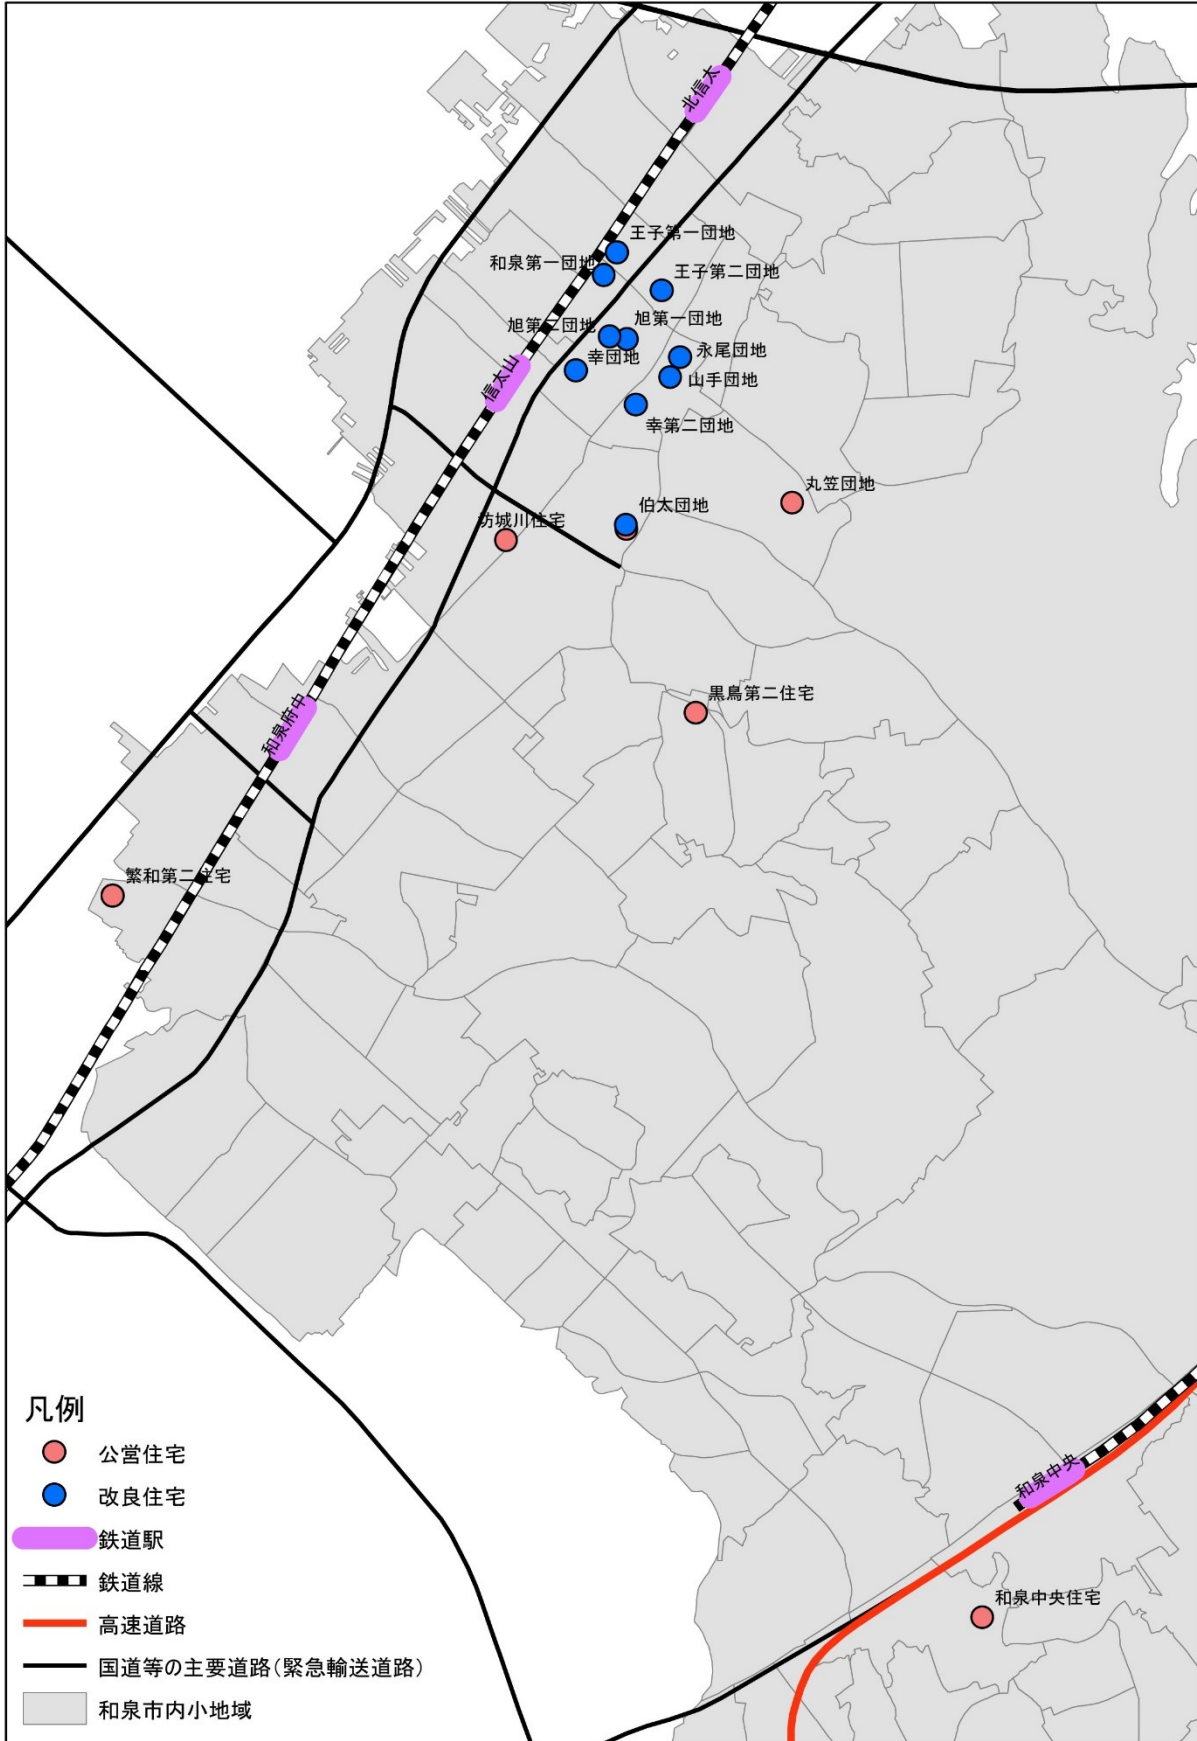 北信太
王子第一団地
和泉第一団地
王子第二団地
旭第二団地
旭第一団地
幸団地
永尾団地
信太山
山手団地
幸第二団地
丸笠団地
伯太団地
坊城川住宅
黒鳥第二住宅
和泉府中
繁和第二住宅
凡例
公営住宅
改良住宅
鉄道駅
鉄道線
高速道路
国道等の主要道路(緊急輸送道路)
和泉市内小地域
和泉中央
和泉中央住宅